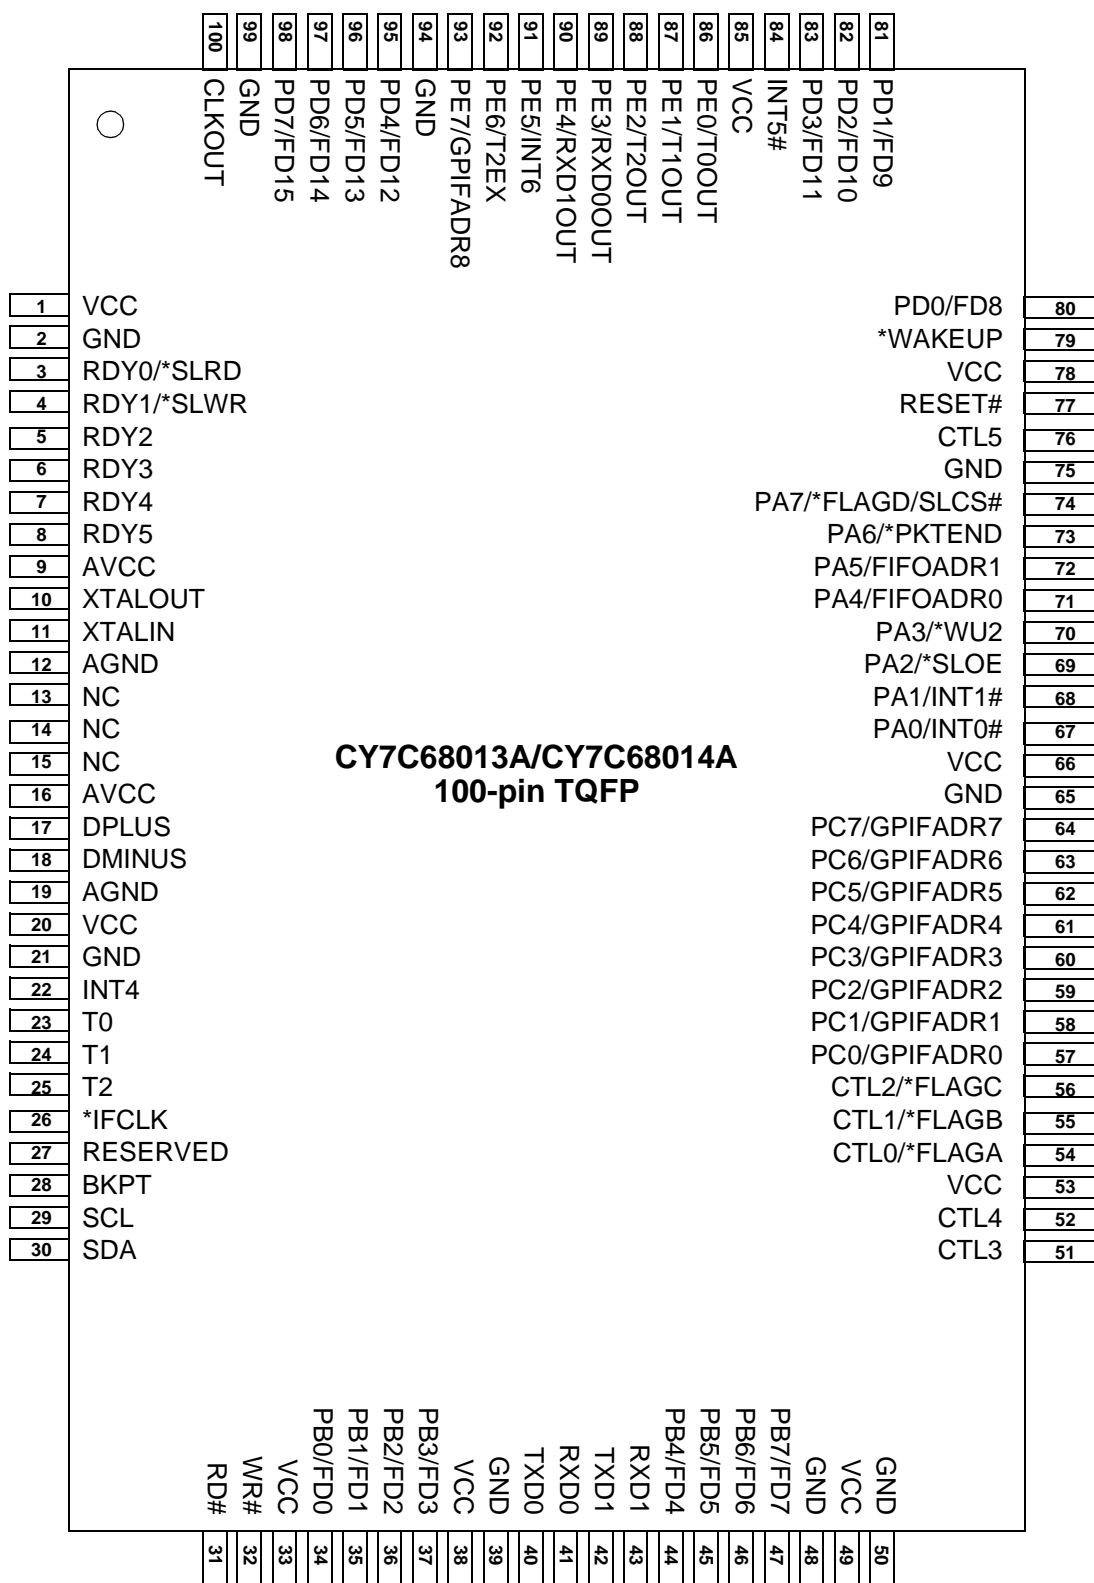 100 99 98 97 96 95 94 93 92 91 90 89 88 87 86 85 84 83 82 81
CLKOUT
GND
PD7/FD15
PD6/FD14
PD5/FD13
PD4/FD12
GND
PE7/GPIFADR8
PE6/T2EX
PE5/INT6
PE4/RXD1OUT
PE3/RXD0OUT
PE2/T2OUT
PE1/T1OUT
PE0/T0OUT
VCC
INT5#
PD3/FD11
PD2/FD10
PD1/FD9
1 VCC
2 GND
3 RDY0/*SLRD
4 RDY1/*SLWR
5 RDY2
6 RDY3
7 RDY4
8 RDY5
9 AVCC
10 XTALOUT
11 XTALIN
12 AGND
13 NC
14 NC
15 NC
16 AVCC
17 DPLUS
18 DMINUS
19 AGND
20 VCC
21 GND
22 INT4
23 T0
24 T1
25 T2
26 *IFCLK
27 RESERVED
28 BKPT
29 SCL
30 SDA
CY7C68013A/CY7C68014A
100-pin TQFP
PD0/FD8 80
*WAKEUP 79
VCC 78
RESET# 77
CTL5 76
GND 75
PA7/*FLAGD/SLCS# 74
PA6/*PKTEND 73
PA5/FIFOADR1 72
PA4/FIFOADR0 71
PA3/*WU2 70
PA2/*SLOE 69
PA1/INT1# 68
PA0/INT0# 67
VCC 66
GND 65
PC7/GPIFADR7 64
PC6/GPIFADR6 63
PC5/GPIFADR5 62
PC4/GPIFADR4 61
PC3/GPIFADR3 60
PC2/GPIFADR2 59
PC1/GPIFADR1 58
PC0/GPIFADR0 57
CTL2/*FLAGC 56
CTL1/*FLAGB 55
CTL0/*FLAGA 54
VCC 53
CTL4 52
CTL3 51
RD#
WR#
VCC
PB0/FD0
PB1/FD1
PB2/FD2
PB3/FD3
VCC
GND
TXD0
RXD0
TXD1
RXD1
PB4/FD4
PB5/FD5
PB6/FD6
PB7/FD7
GND
VCC
GND
31 32 33 34 35 36 37 38 39 40 41 42 43 44 45 46 47 48 49 50